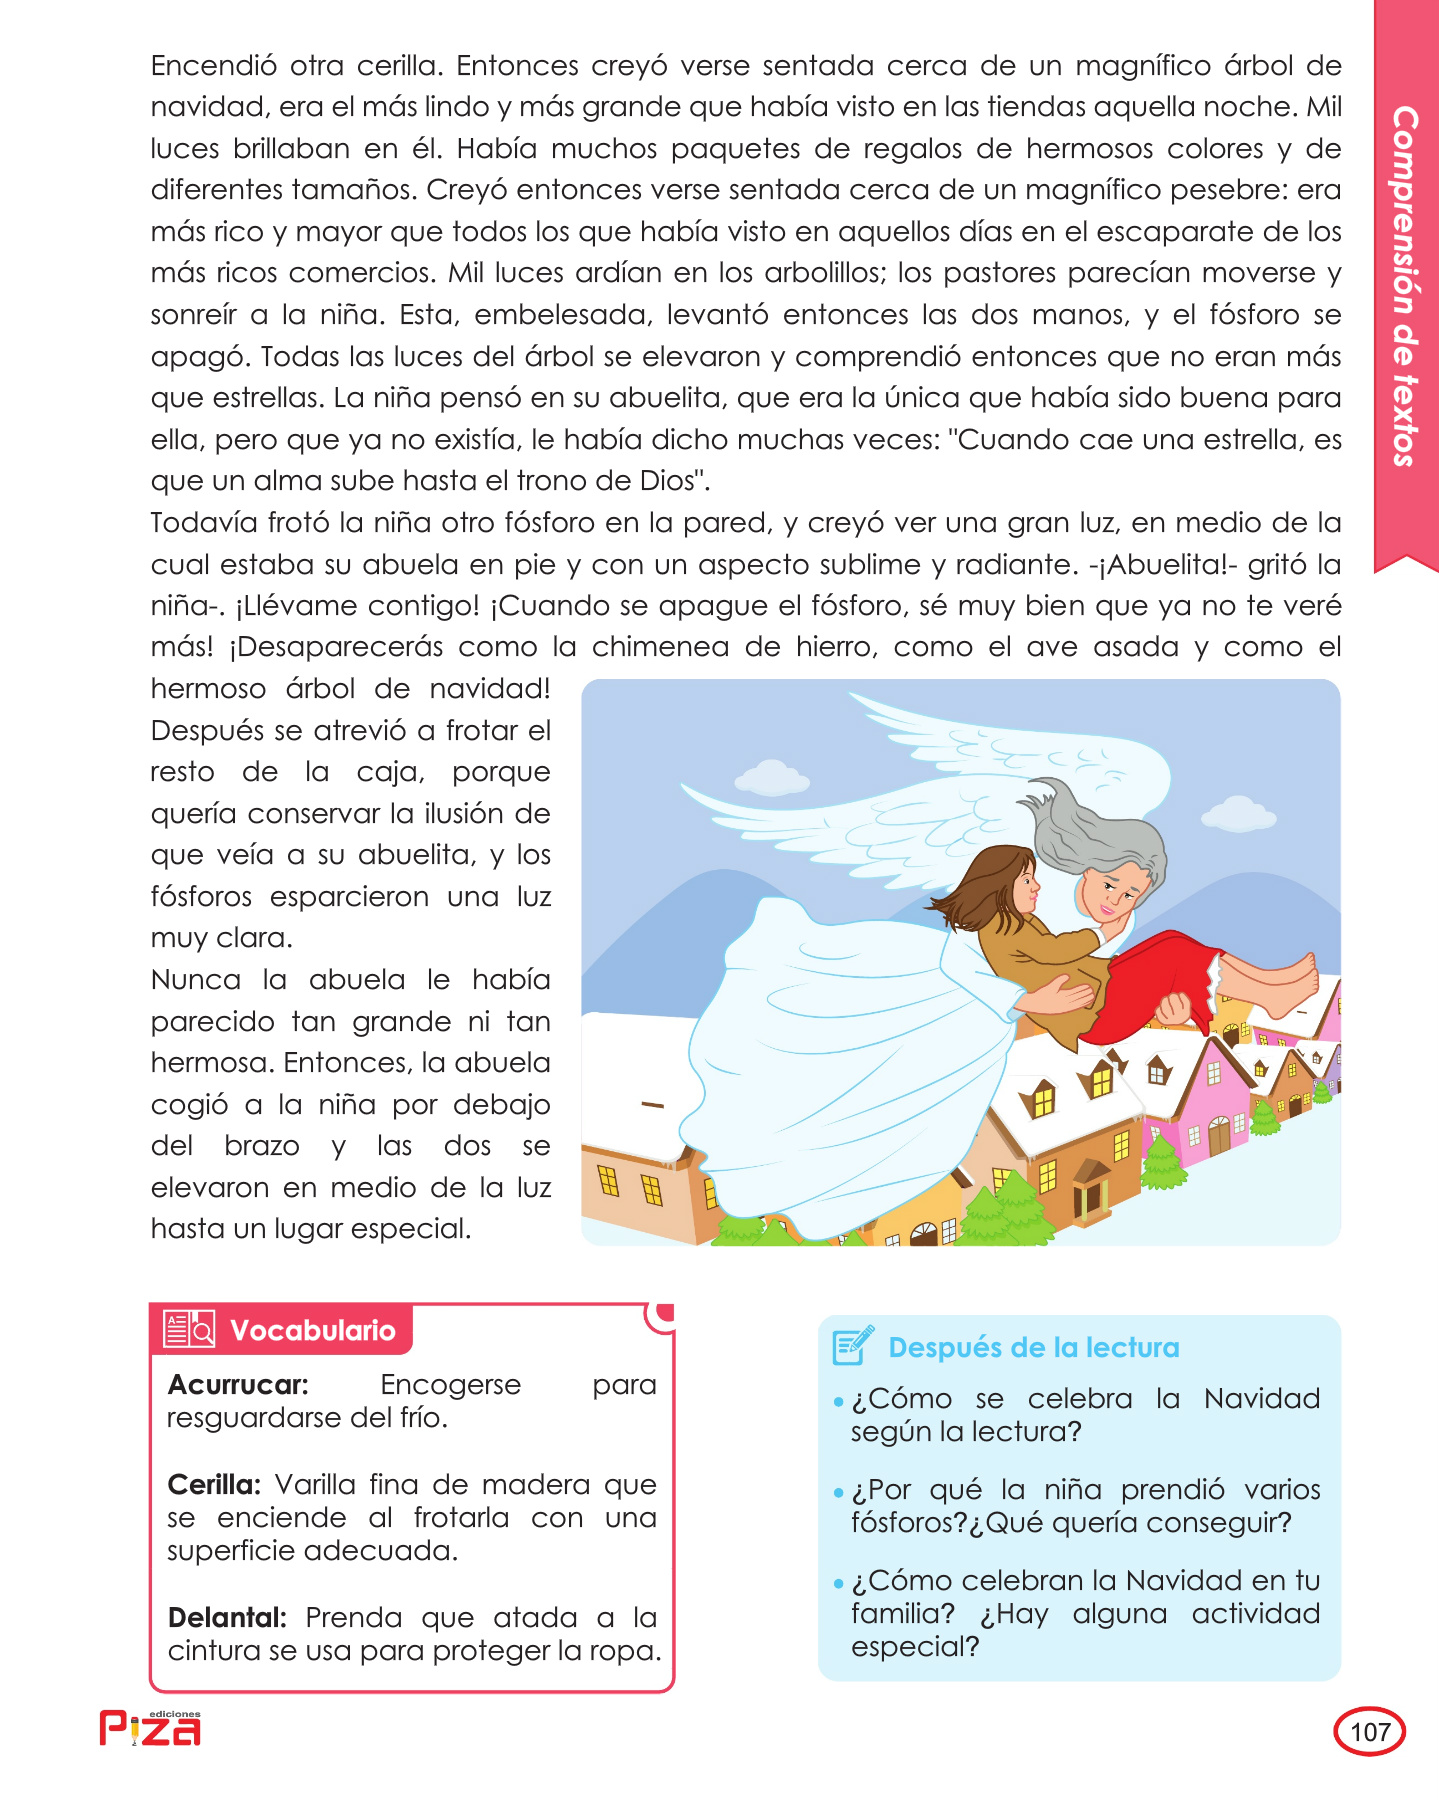 Encendió otra cerilla. Entonces creyó verse sentada cerca de un magnífico árbol de
navidad, era el más lindo y más grande que había visto en las tiendas aquella noche. Mil
luces brillaban en él. Había muchos paquetes de regalos de hermosos colores y de
diferentes tamaños. Creyó entonces verse sentada cerca de un magnífico pesebre: era
más rico y mayor que todos los que había visto en aquellos días en el escaparate de los
más ricos comercios. Mil luces ardían en los arbolillos; los pastores parecían moverse y
sonreír a la niña. Esta, embelesada, levantó entonces las dos manos, y el fósforo se
apagó. Todas las luces del árbol se elevaron y comprendió entonces que no eran más
que estrellas. La niña pensó en su abuelita, que era la única que había sido buena para
ella, pero que ya no existía, le había dicho muchas veces: "Cuando cae una estrella, es
que un alma sube hasta el trono de Dios".
Todavía frotó la niña otro fósforo en la pared, y creyó ver una gran luz, en medio de la
cual estaba su abuela en pie y con un aspecto sublime y radiante. -¡Abuelita!- gritó la
niña-. ¡Llévame contigo! ¡Cuando se apague el fósforo, sé muy bien que ya no te veré
más! ¡Desaparecerás como la chimenea de hierro, como el ave asada y como el
hermoso árbol de navidad!
Después se atrevió a frotar el
resto de la caja, porque
quería conservar la ilusión de
que veía a su abuelita, y los
fósforos esparcieron una luz
muy clara.
Nunca la abuela le había
parecido tan grande ni tan
hermosa. Entonces, la abuela
cogió a la niña por debajo
del brazo y las dos se
elevaron en medio de la luz
hasta un lugar especial.
Comprensión de textos
Vocabulario
Acurrucar: Encogerse para
resguardarse del frío.
Cerilla: Varilla fina de madera que
se enciende al frotarla con una
superficie adecuada.
Delantal: Prenda que atada a la
cintura se usa para proteger la ropa.
Después de la lectura
• ¿Cómo se celebra la Navidad
según la lectura?
• ¿Por qué la niña prendió varios
fósforos?¿Qué quería conseguir?
• ¿Cómo celebran la Navidad en tu
familia? ¿Hay alguna actividad
especial?
ediciones
Piza
107